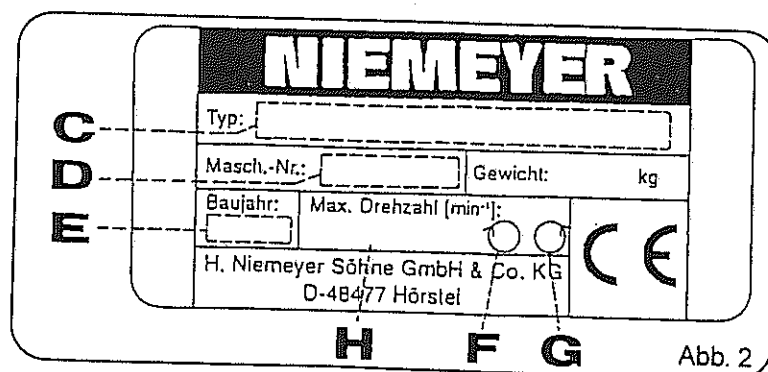 NIEMEYER
C Typ:
D Masch.-Nr.: Gewicht: kg
Baujahr: Max. Drehzahl [min⁻¹]:
E
CE
H. Niemeyer Söhne GmbH & Co. KG
D-48477 Hörstel
H F G
Abb. 2